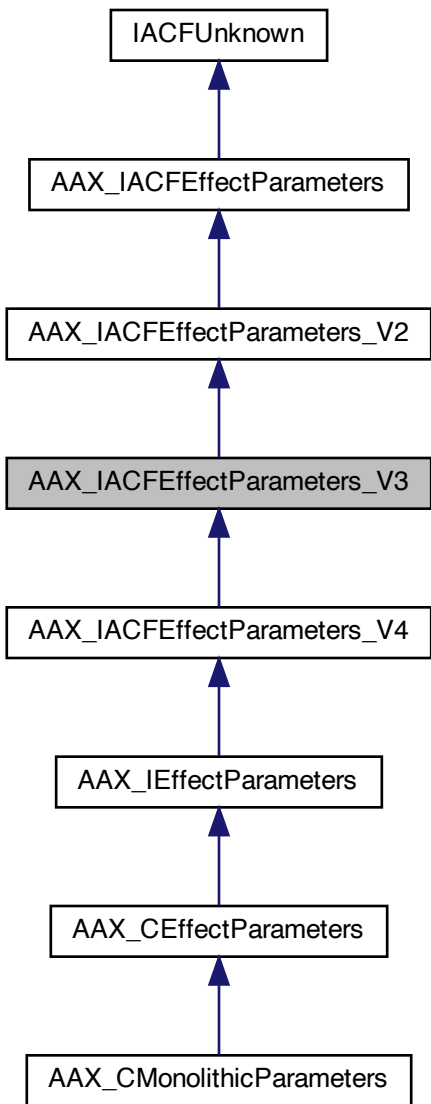 IACFUnknown
AAX_IACFEffectParameters
AAX_IACFEffectParameters_V2
AAX_IACFEffectParameters_V3
AAX_IACFEffectParameters_V4
AAX_IEffectParameters
AAX_CEffectParameters
AAX_CMonolithicParameters